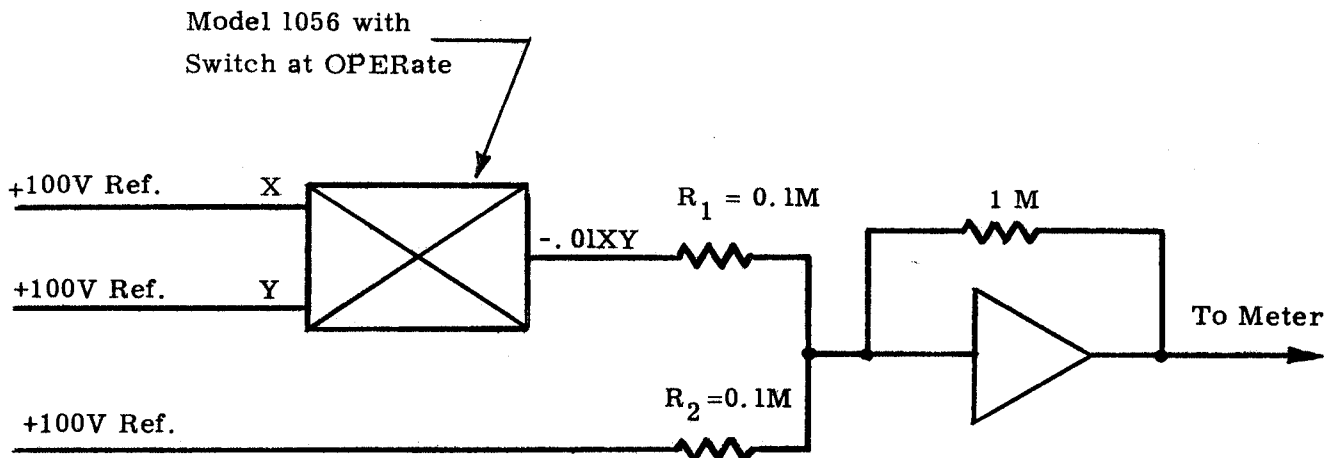 Model 1056 with
Switch at OPERate
+100V Ref. X
R1 = 0.1M
1 M
-.01XY
+100V Ref. Y
To Meter
R2=0.1M
+100V Ref.